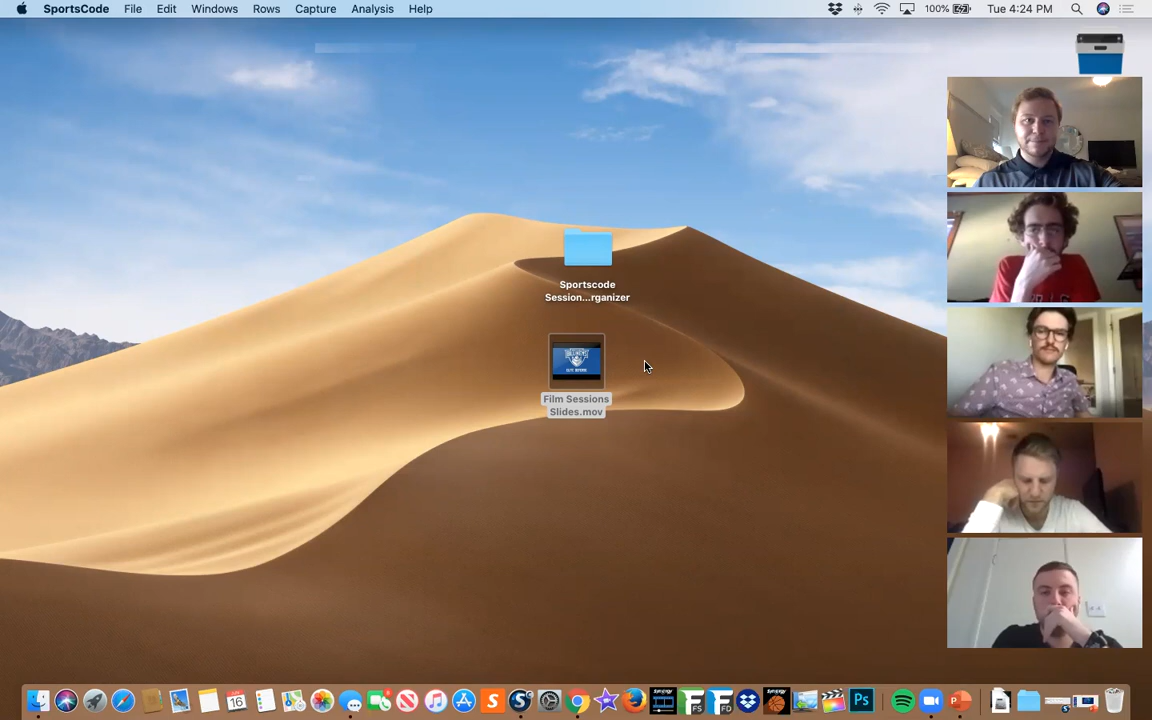 SportsCode File Edit Windows Rows Capture Analysis Help 100% Tue 4:24 PM
Sportscode
Session...rganizer
Film Sessions
Slides.mov